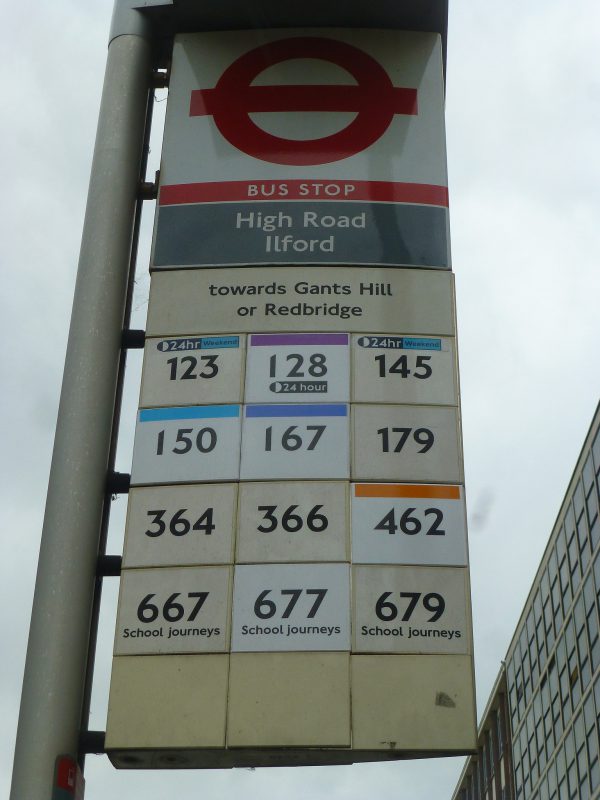 BUS STOP
High Road
Ilford
towards Gants Hill
or Redbridge
24hr Weekend
123
128
24 hour
24hr Weekend
145
150
167
179
364
366
462
667
School journeys
677
School journeys
679
School journeys